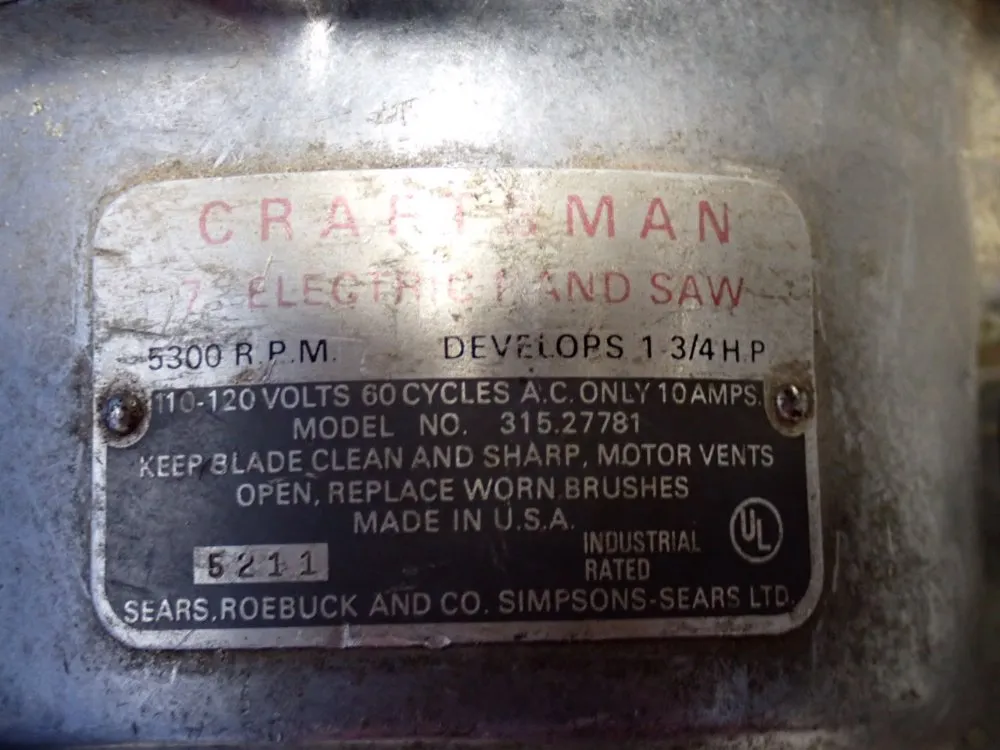 CRAFTSMAN
7 ELECTRIC HAND SAW
5300 R.P.M. DEVELOPS 1-3/4 H.P.
110-120 VOLTS 60 CYCLES A.C. ONLY 10 AMPS.
MODEL NO. 315.27781
KEEP BLADE CLEAN AND SHARP, MOTOR VENTS
OPEN, REPLACE WORN BRUSHES
MADE IN U.S.A.
INDUSTRIAL
RATED
UL
5211
SEARS, ROEBUCK AND CO. SIMPSONS-SEARS LTD.